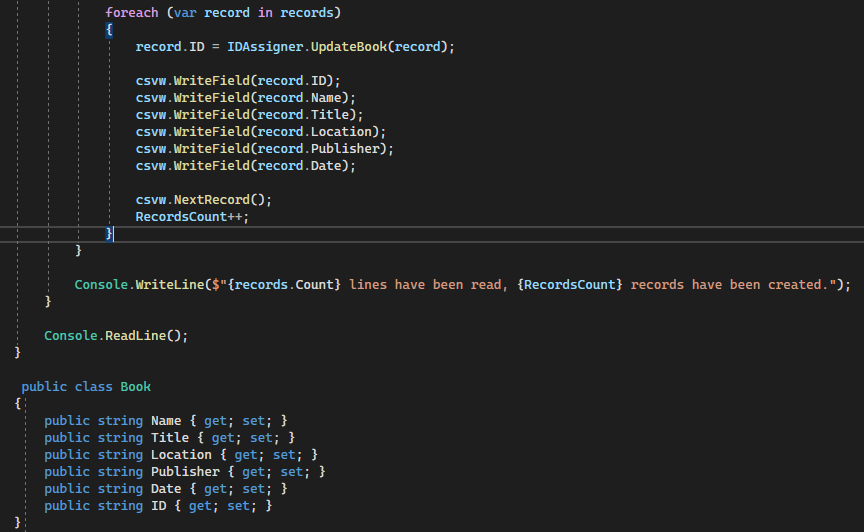 foreach (var record in records)
{
record.ID = IDAssigner.UpdateBook(record);
csvw.WriteField(record.ID);
csvw.WriteField(record.Name);
csvw.WriteField(record.Title);
csvw.WriteField(record.Location);
csvw.WriteField(record.Publisher);
csvw.WriteField(record.Date);
csvw.NextRecord();
RecordsCount++;
}
}
Console.WriteLine($"{records.Count} lines have been read, {RecordsCount} records have been created.");
}
Console.ReadLine();
}
public class Book
{
public string Name { get; set; }
public string Title { get; set; }
public string Location { get; set; }
public string Publisher { get; set; }
public string Date { get; set; }
public string ID { get; set; }
}